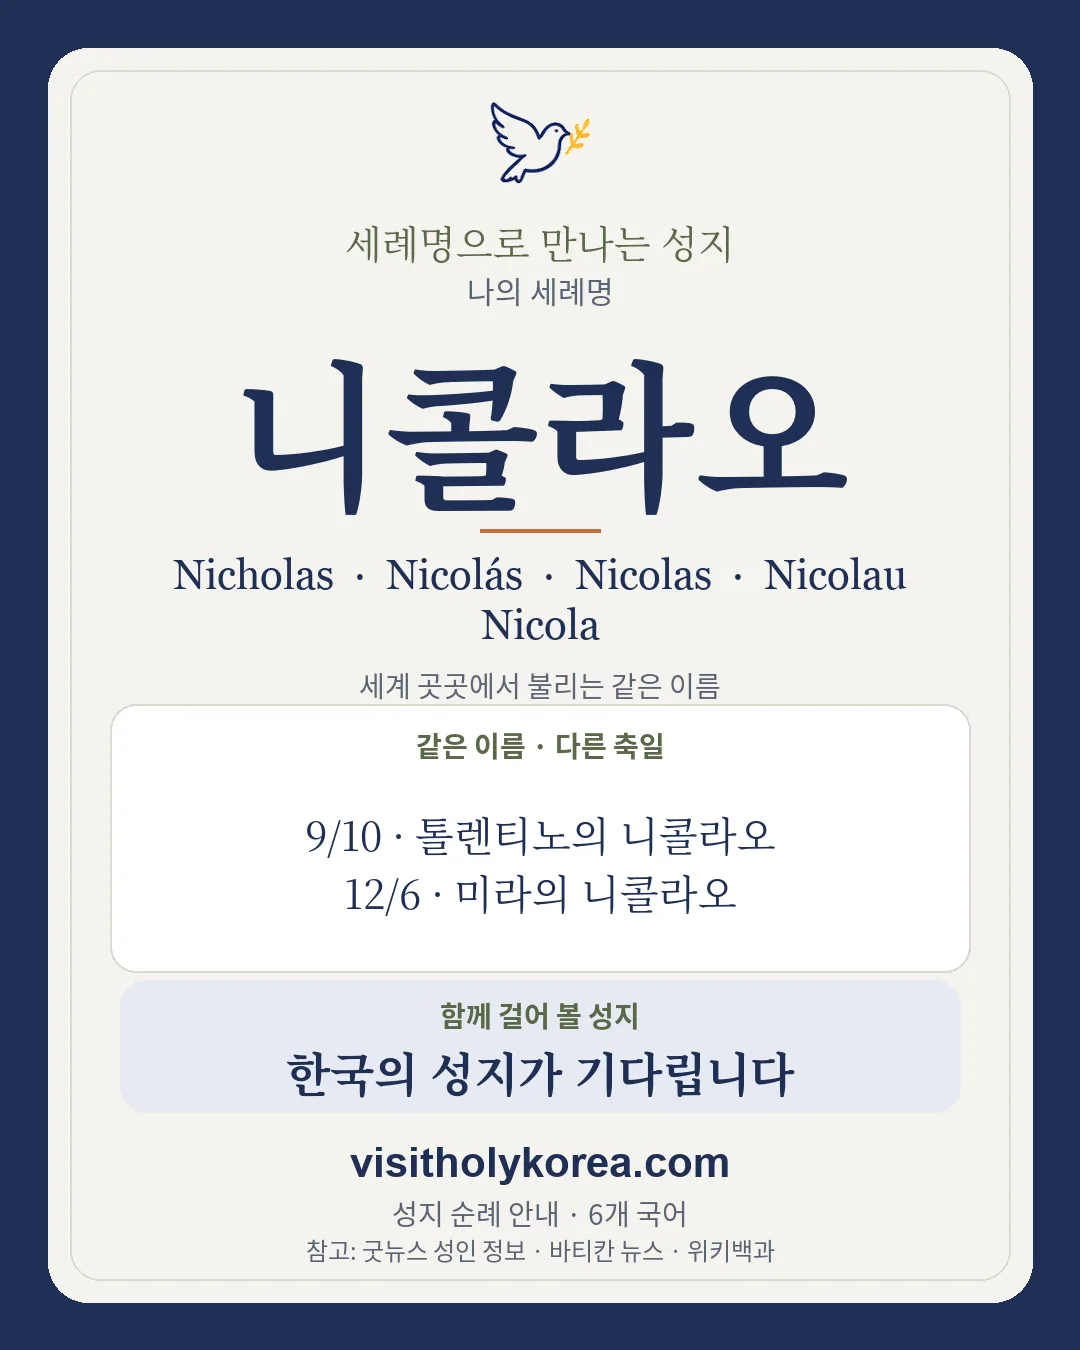 세례명으로 만나는 성지
나의 세례명
니콜라오
Nicholas · Nicolás · Nicolas · Nicolau
Nicola
세계 곳곳에서 불리는 같은 이름
같은 이름 · 다른 축일
9/10 · 톨렌티노의 니콜라오
12/6 · 미라의 니콜라오
함께 걸어 볼 성지
한국의 성지가 기다립니다
visitholykorea.com
성지 순례 안내 · 6개 국어
참고: 굿뉴스 성인 정보 · 바티칸 뉴스 · 위키백과